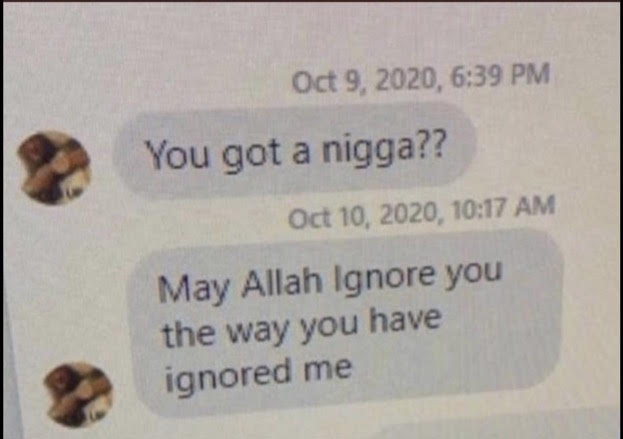 Oct 9, 2020, 6:39 PM
You got a nigga??
Oct 10, 2020, 10:17 AM
May Allah Ignore you
the way you have
ignored me